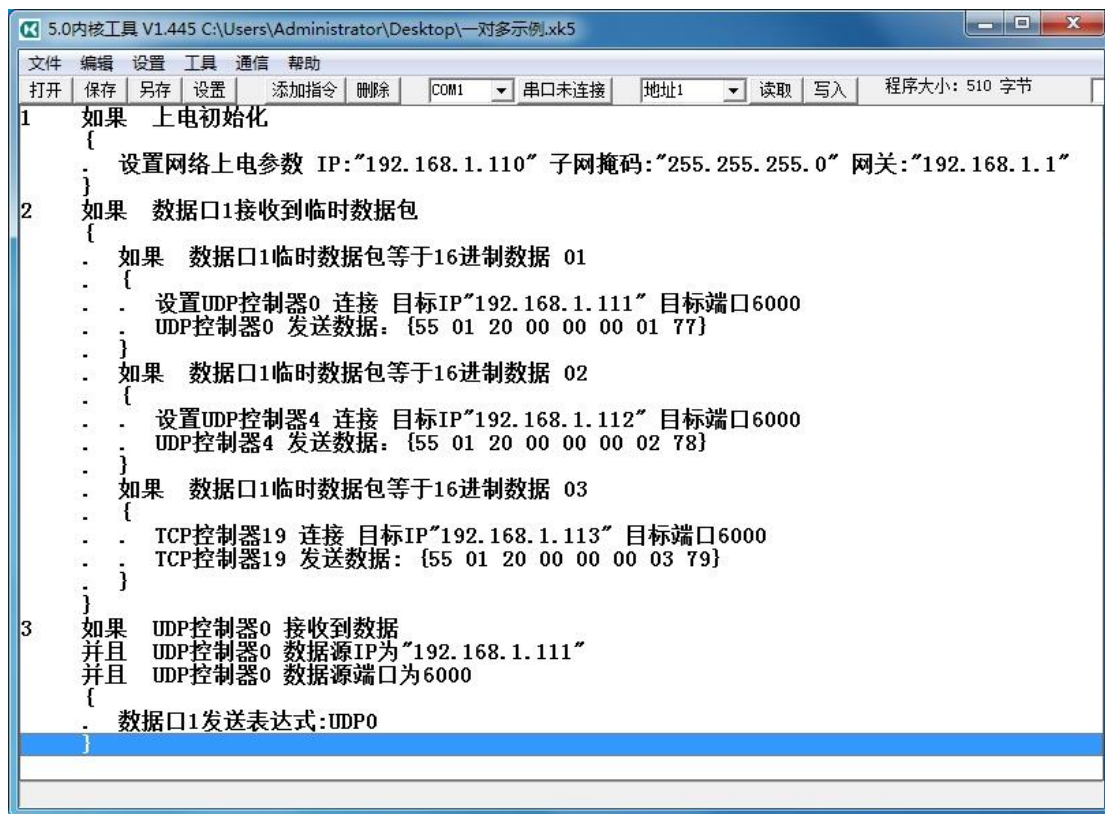 5.0内核工具 V1.445 C:\Users\Administrator\Desktop\一对多示例.xk5
文件 编辑 设置 工具 通信 帮助
打开 保存 另存 设置 添加指令 删除 COM1 串口未连接 地址1 读取 写入 程序大小: 510 字节
1 如果 上电初始化
{
. 设置网络上电参数 IP:"192.168.1.110" 子网掩码:"255.255.255.0" 网关:"192.168.1.1"
}
2 如果 数据口1接收到临时数据包
{
. 如果 数据口1临时数据包等于16进制数据 01
. {
. . 设置UDP控制器0 连接 目标IP"192.168.1.111" 目标端口6000
. . UDP控制器0 发送数据: {55 01 20 00 00 00 01 77}
. }
. 如果 数据口1临时数据包等于16进制数据 02
. {
. . 设置UDP控制器4 连接 目标IP"192.168.1.112" 目标端口6000
. . UDP控制器4 发送数据: {55 01 20 00 00 00 02 78}
. }
. 如果 数据口1临时数据包等于16进制数据 03
. {
. . TCP控制器19 连接 目标IP"192.168.1.113" 目标端口6000
. . TCP控制器19 发送数据: {55 01 20 00 00 00 03 79}
. }
}
3 如果 UDP控制器0 接收到数据
并且 UDP控制器0 数据源IP为"192.168.1.111"
并且 UDP控制器0 数据源端口为6000
{
. 数据口1发送表达式:UDP0
}